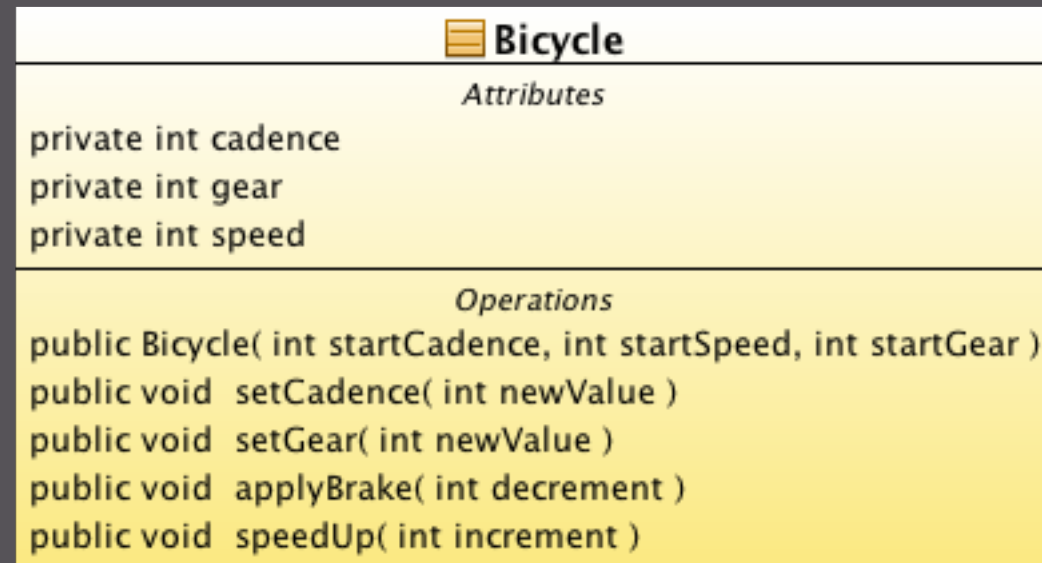 Bicycle
Attributes
private int cadence
private int gear
private int speed
Operations
public Bicycle( int startCadence, int startSpeed, int startGear )
public void  setCadence( int newValue )
public void  setGear( int newValue )
public void  applyBrake( int decrement )
public void  speedUp( int increment )